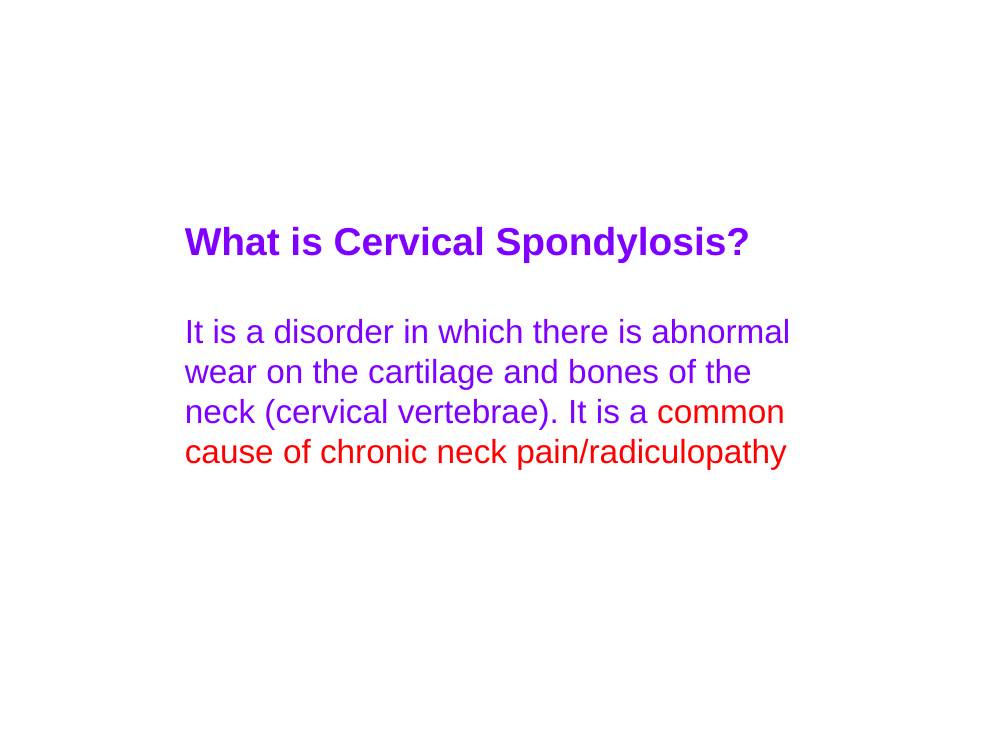 What is Cervical Spondylosis?
It is a disorder in which there is abnormal
wear on the cartilage and bones of the
neck (cervical vertebrae). It is a common
cause of chronic neck pain/radiculopathy